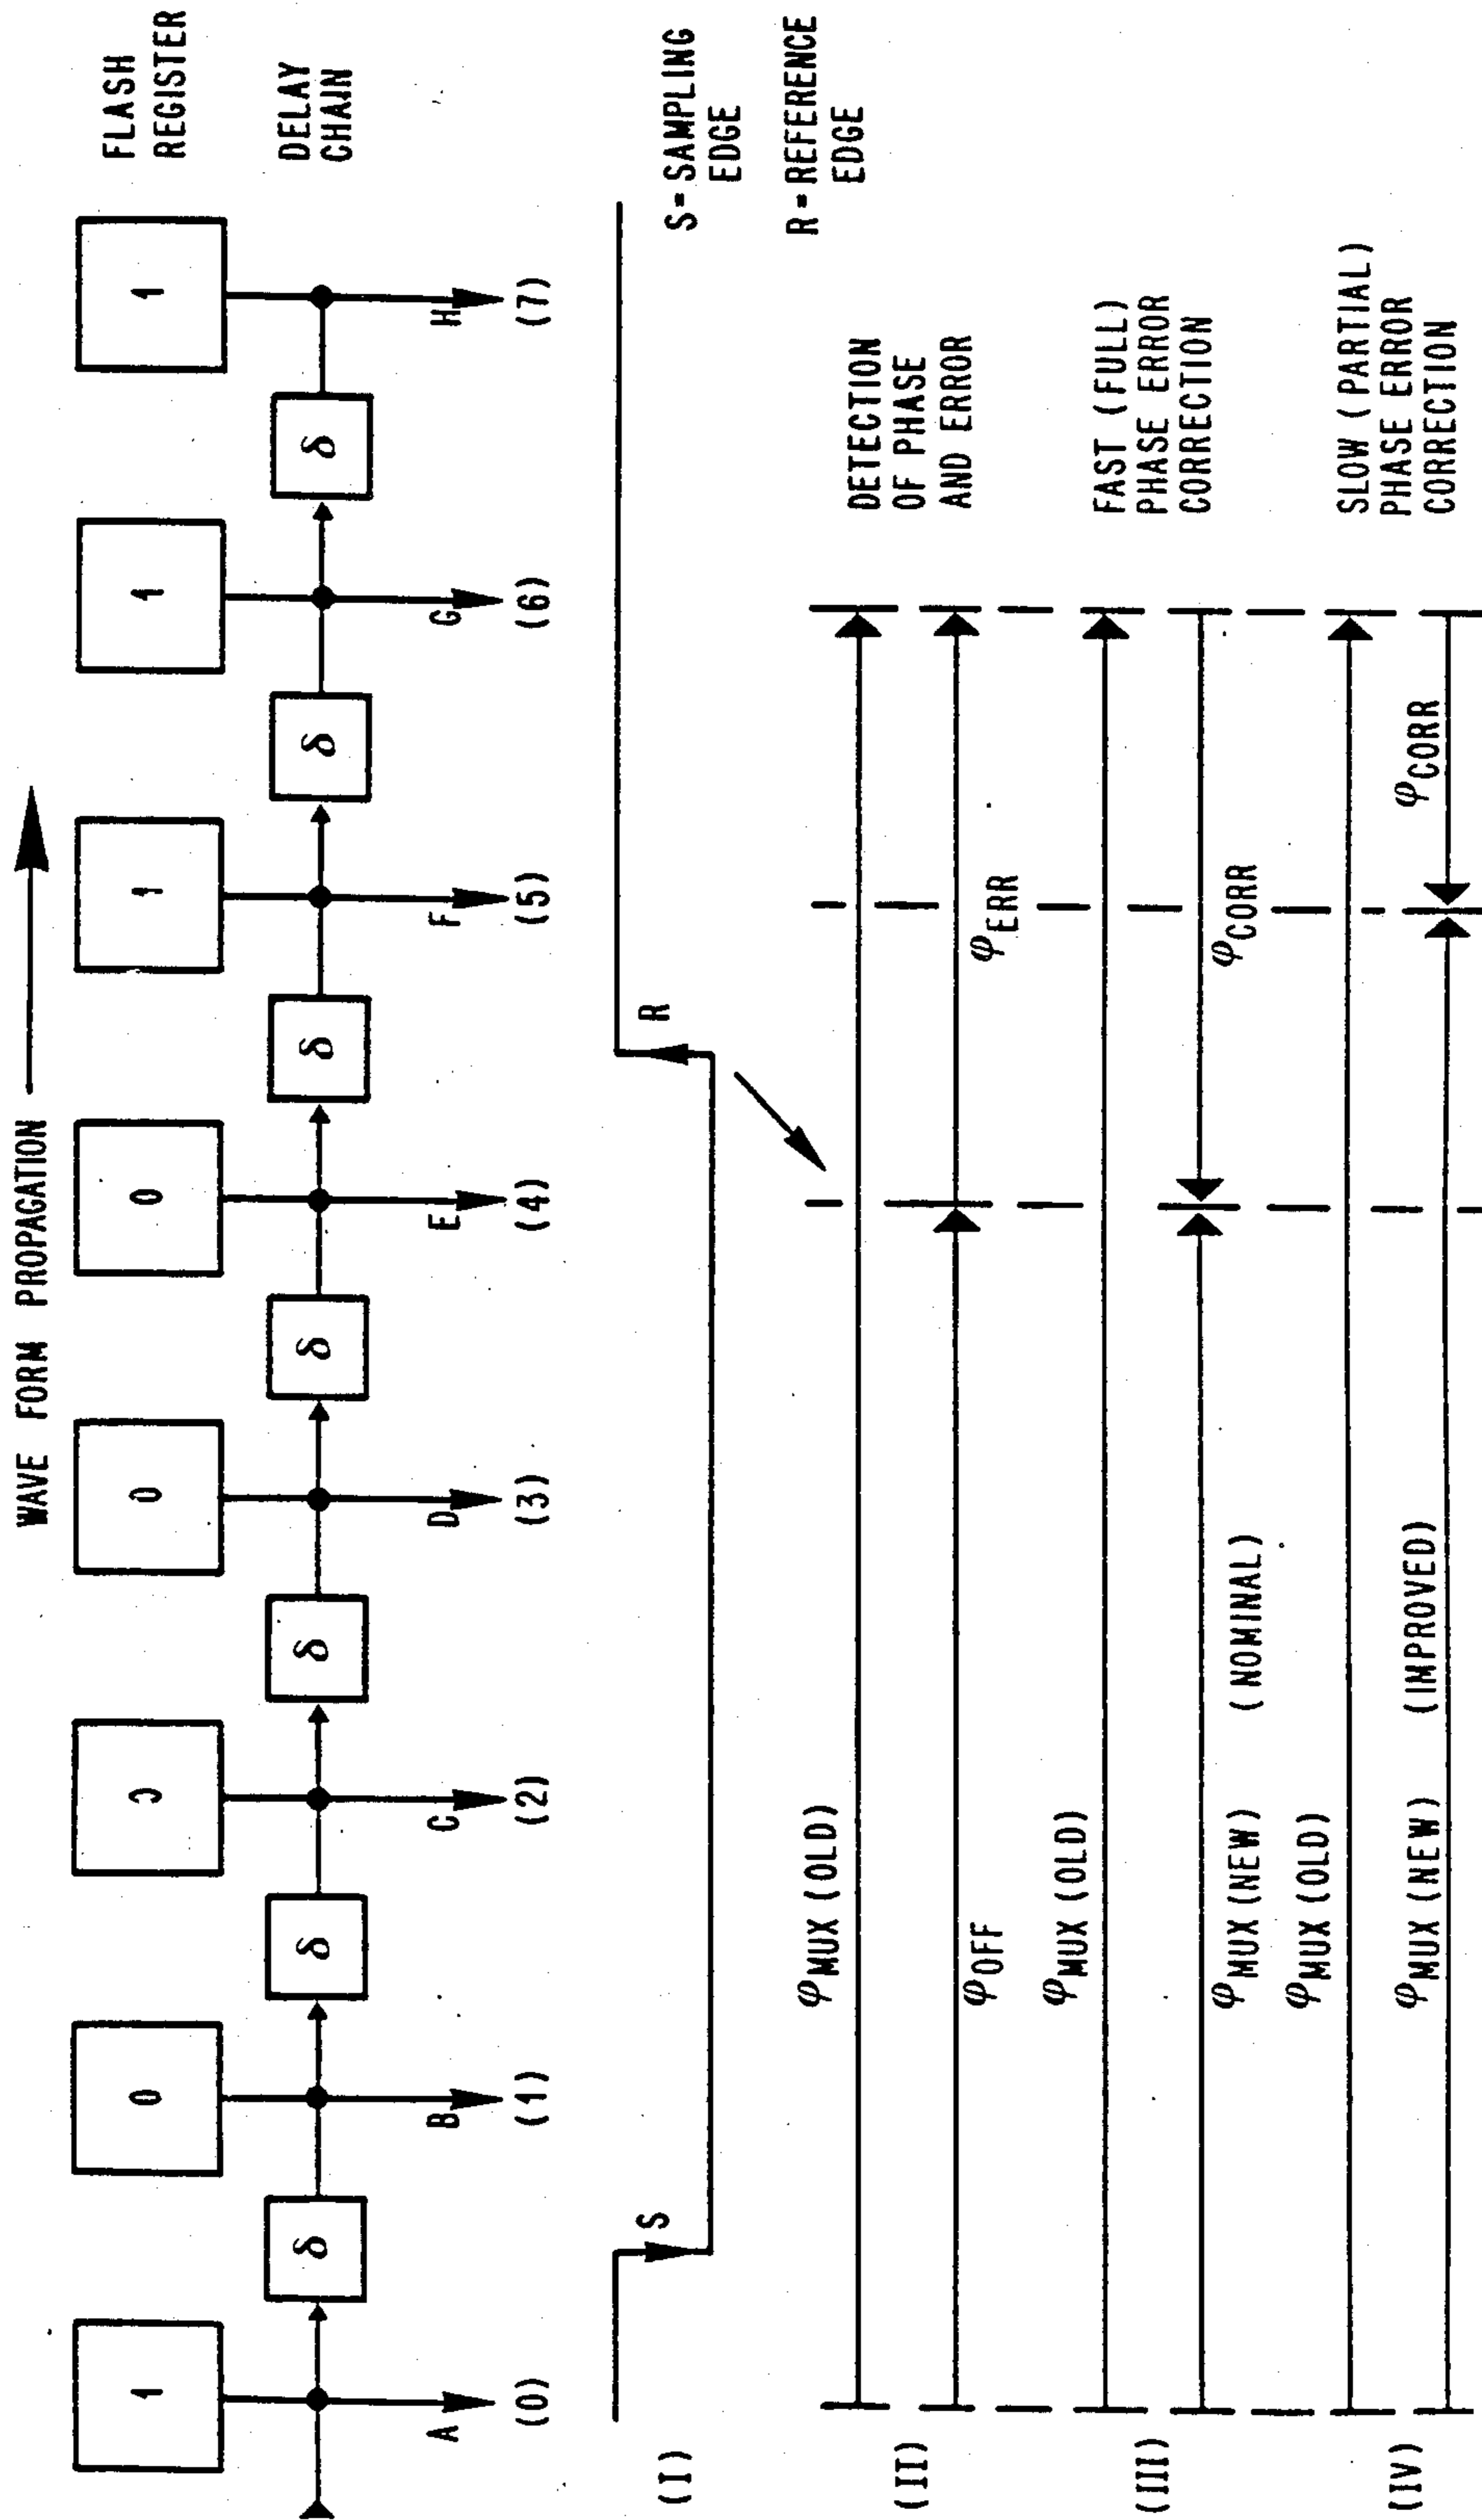 WAVE FORM PROPAGATION
1 0 0 0 0 1 1 1
FLASH
REGISTER
δ δ δ δ δ δ δ
DELAY
CHAIN
A B C D E F G H
(0) (1) (2) (3) (4) (5) (6) (7)
(I)
S
R
S=SAMPLING
EDGE
R=REFERENCE
EDGE
(II)
φMUX(OLD)
φOFF
φERR
DETECTION
OF PHASE
AND ERROR
(III)
φMUX(OLD)
φMUX(NEW) (NOMINAL)
φCORR
FAST (FULL)
PHASE ERROR
CORRECTION
(IV)
φMUX(OLD)
φMUX(NEW) (IMPROVED)
φCORR
SLOW (PARTIAL)
PHASE ERROR
CORRECTION